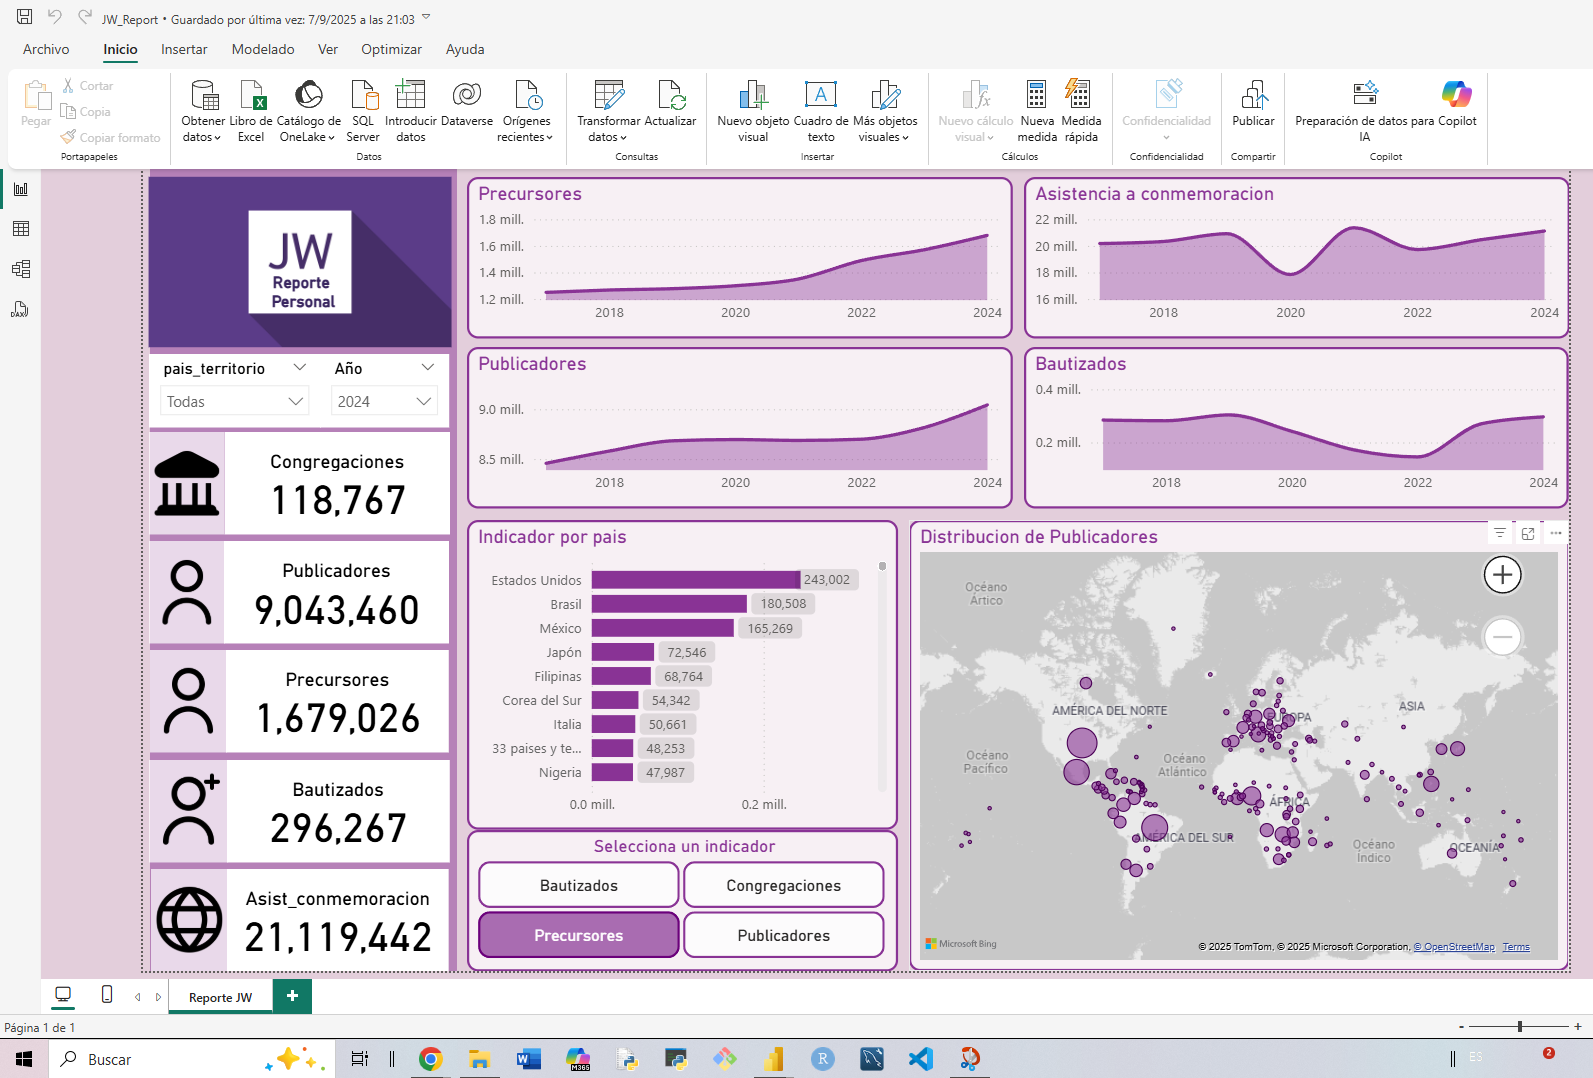 JW_Report • Guardado por última vez: 7/9/2025 a las 21:03
Archivo
Inicio
Insertar
Modelado
Ver
Optimizar
Ayuda
Pegar
Cortar
Copia
Copiar formato
Portapapeles
Obtener datos
Libro de Excel
Catálogo de OneLake
SQL Server
Introducir datos
Dataverse
Orígenes recientes
Datos
Transformar datos
Actualizar
Consultas
Nuevo objeto visual
Cuadro de texto
Más objetos visuales
Insertar
Nuevo cálculo visual
Nueva medida
Medida rápida
Cálculos
Confidencialidad
Confidencialidad
Publicar
Compartir
Preparación de datos para IA
Copilot
Copilot
DAX
JW
Reporte
Personal
pais_territorio
Todas
Año
2024
Congregaciones
118,767
Publicadores
9,043,460
Precursores
1,679,026
Bautizados
296,267
Asist_conmemoracion
21,119,442
Precursores
1.8 mill.
1.6 mill.
1.4 mill.
1.2 mill.
2018 2020 2022 2024
Asistencia a conmemoracion
22 mill.
20 mill.
18 mill.
16 mill.
2018 2020 2022 2024
Publicadores
9.0 mill.
8.5 mill.
2018 2020 2022 2024
Bautizados
0.4 mill.
0.2 mill.
2018 2020 2022 2024
Indicador por pais
Estados Unidos 243,002
Brasil 180,508
México 165,269
Japón 72,546
Filipinas 68,764
Corea del Sur 54,342
Italia 50,661
33 paises y te... 48,253
Nigeria 47,987
0.0 mill. 0.2 mill.
Selecciona un indicador
Bautizados
Congregaciones
Precursores
Publicadores
Distribucion de Publicadores
Océano Ártico
AMÉRICA DEL NORTE
EUROPA
ASIA
Océano Pacífico
Océano Atlántico
ÁFRICA
AMÉRICA DEL SUR
Océano Índico
OCEANÍA
Microsoft Bing
© 2025 TomTom, © 2025 Microsoft Corporation, © OpenStreetMap Terms
Reporte JW
Página 1 de 1
Buscar
M365
R
ES
2